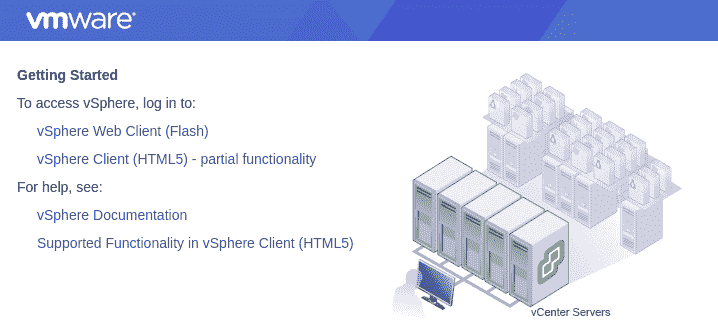 vmware®
Getting Started
To access vSphere, log in to:
vSphere Web Client (Flash)
vSphere Client (HTML5) - partial functionality
For help, see:
vSphere Documentation
Supported Functionality in vSphere Client (HTML5)
vCenter Servers